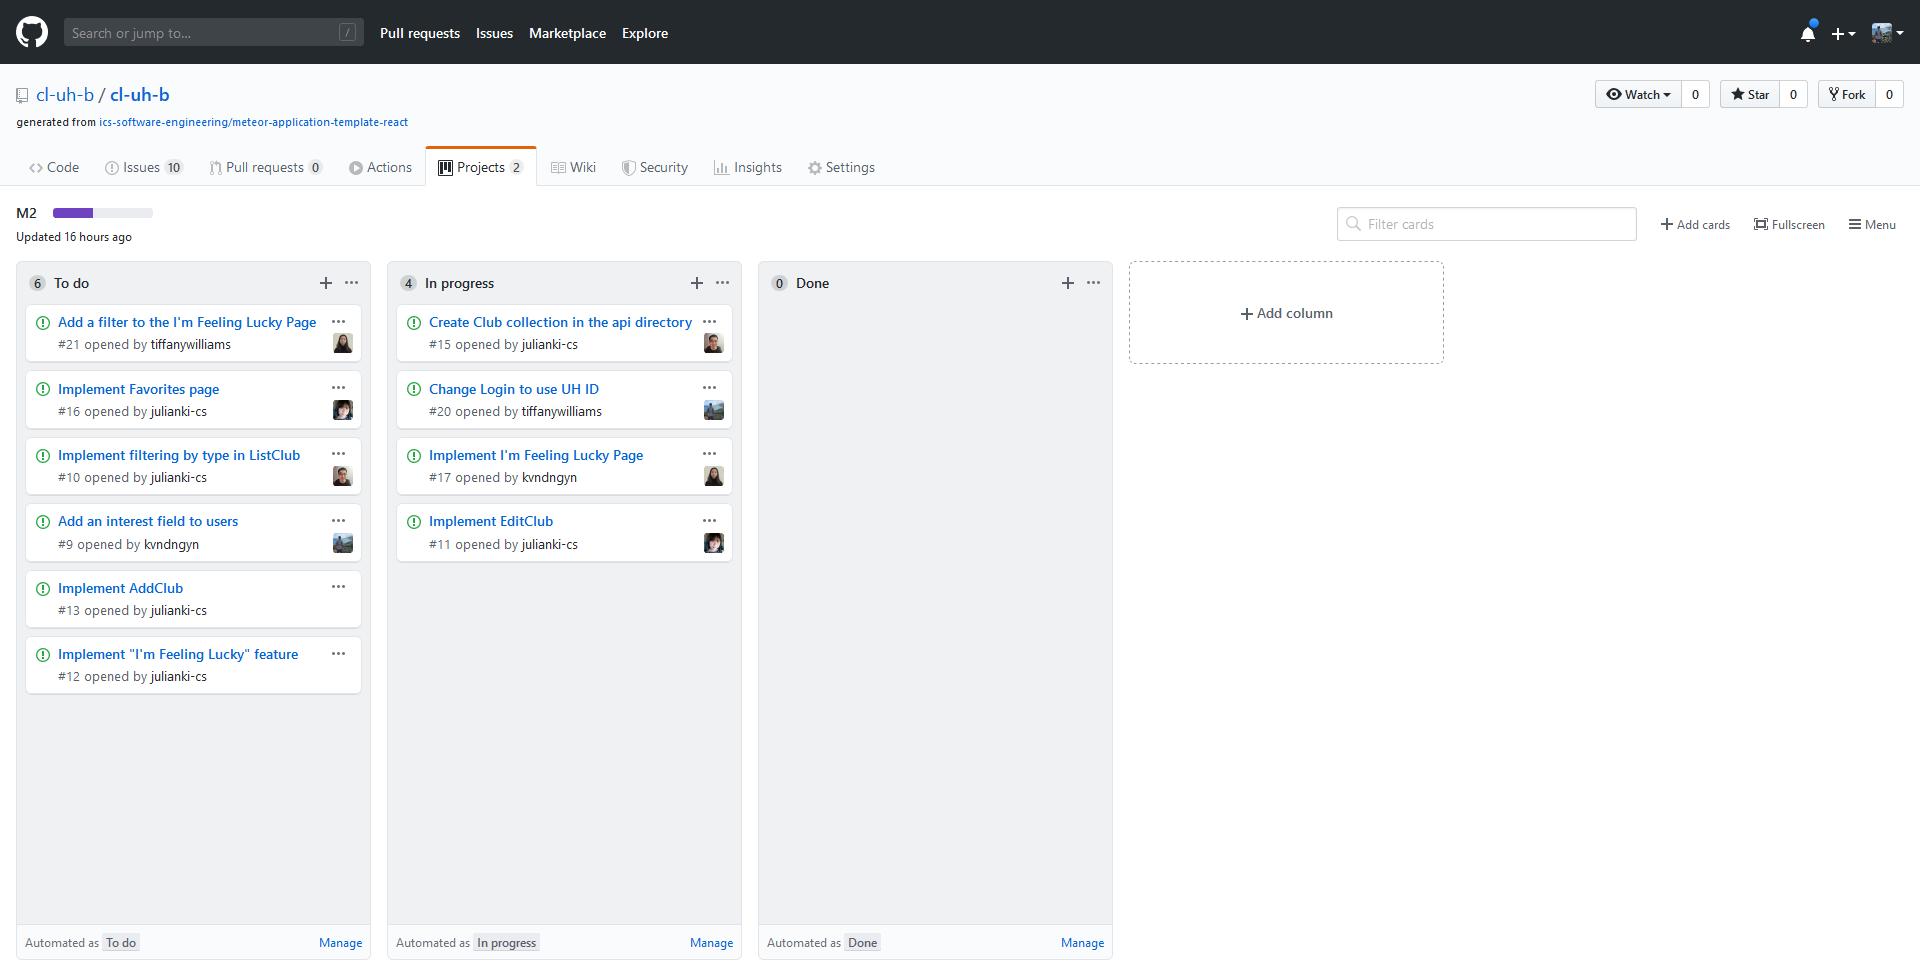 Search or jump to... / Pull requests Issues Marketplace Explore
cl-uh-b / cl-uh-b Watch 0 Star 0 Fork 0
generated from ics-software-engineering/meteor-application-template-react
Code Issues 10 Pull requests 0 Actions Projects 2 Wiki Security Insights Settings
M2
Updated 16 hours ago
Filter cards Add cards Fullscreen Menu
6 To do
Add a filter to the I'm Feeling Lucky Page
#21 opened by tiffanywilliams
Implement Favorites page
#16 opened by julianki-cs
Implement filtering by type in ListClub
#10 opened by julianki-cs
Add an interest field to users
#9 opened by kvndngyn
Implement AddClub
#13 opened by julianki-cs
Implement "I'm Feeling Lucky" feature
#12 opened by julianki-cs
Automated as To do Manage
4 In progress
Create Club collection in the api directory
#15 opened by julianki-cs
Change Login to use UH ID
#20 opened by tiffanywilliams
Implement I'm Feeling Lucky Page
#17 opened by kvndngyn
Implement EditClub
#11 opened by julianki-cs
Automated as In progress Manage
0 Done
Automated as Done Manage
Add column